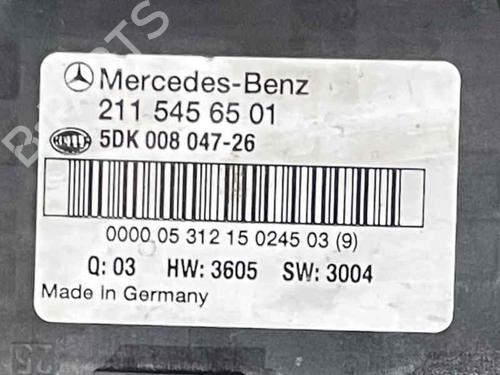 Mercedes-Benz
211 545 65 01
HELLA 5DK 008 047-26
0000 05 312 15 0245 03 (9)
Q: 03 HW: 3605 SW: 3004
Made In Germany